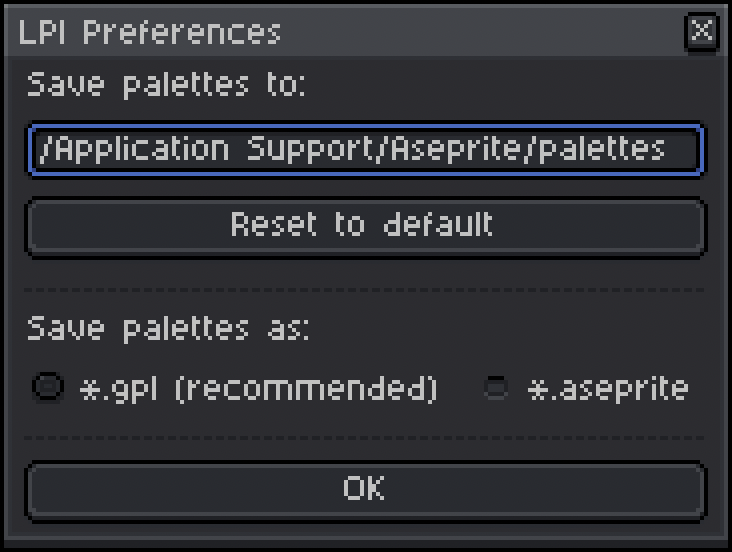 LPI Preferences
Save palettes to:
/Application Support/Aseprite/palettes
Reset to default
Save palettes as:
*.gpl (recommended) *.aseprite
OK